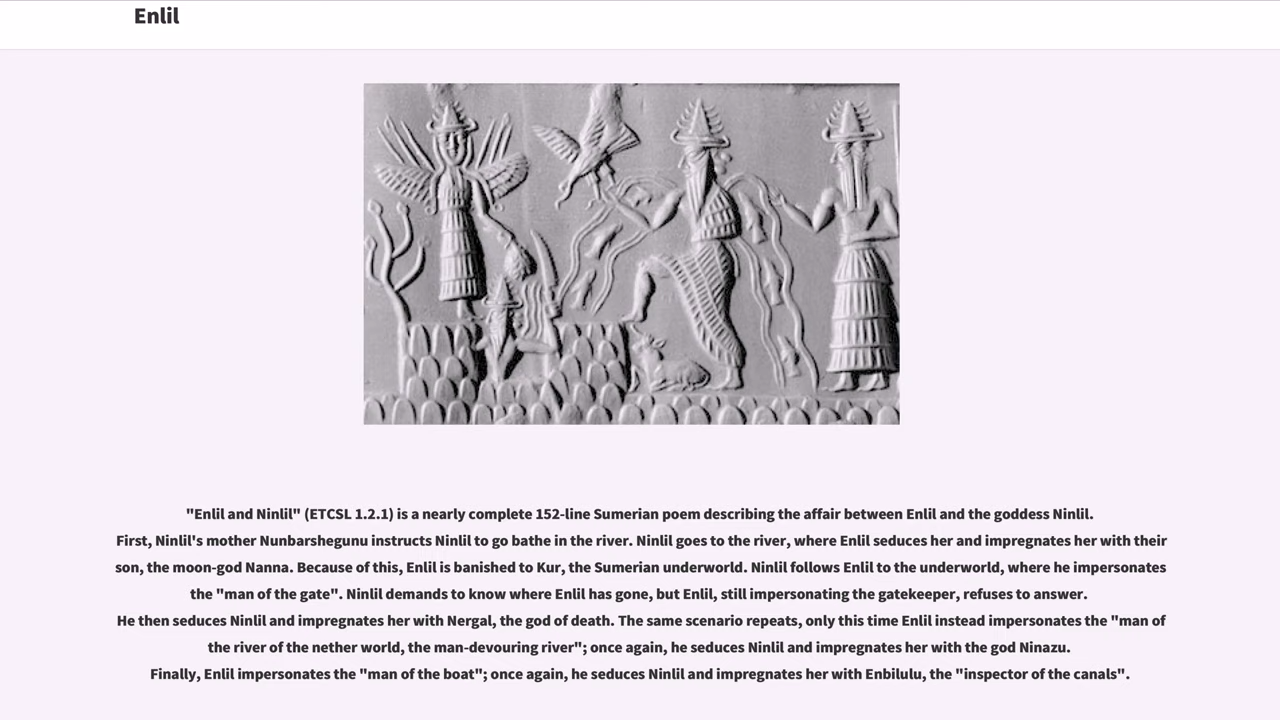 Enlil
"Enlil and Ninlil" (ETCSL 1.2.1) is a nearly complete 152-line Sumerian poem describing the affair between Enlil and the goddess Ninlil.
First, Ninlil's mother Nunbarshegunu instructs Ninlil to go bathe in the river. Ninlil goes to the river, where Enlil seduces her and impregnates her with their
son, the moon-god Nanna. Because of this, Enlil is banished to Kur, the Sumerian underworld. Ninlil follows Enlil to the underworld, where he impersonates
the "man of the gate". Ninlil demands to know where Enlil has gone, but Enlil, still impersonating the gatekeeper, refuses to answer.
He then seduces Ninlil and impregnates her with Nergal, the god of death. The same scenario repeats, only this time Enlil instead impersonates the "man of
the river of the nether world, the man-devouring river"; once again, he seduces Ninlil and impregnates her with the god Ninazu.
Finally, Enlil impersonates the "man of the boat"; once again, he seduces Ninlil and impregnates her with Enbilulu, the "inspector of the canals".